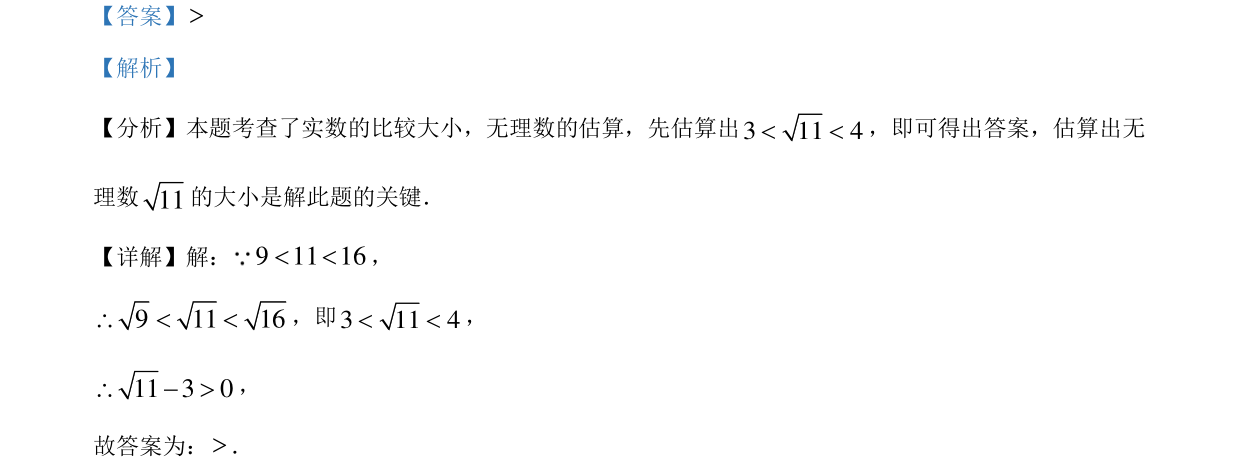 【答案】>
【解析】
【分析】本题考查了实数的比较大小，无理数的估算，先估算出3<√11<4，即可得出答案，估算出无
理数√11的大小是解此题的关键．
【详解】解：∵9<11<16，
∴√9<√11<√16，即3<√11<4，
∴√11−3>0，
故答案为：>．